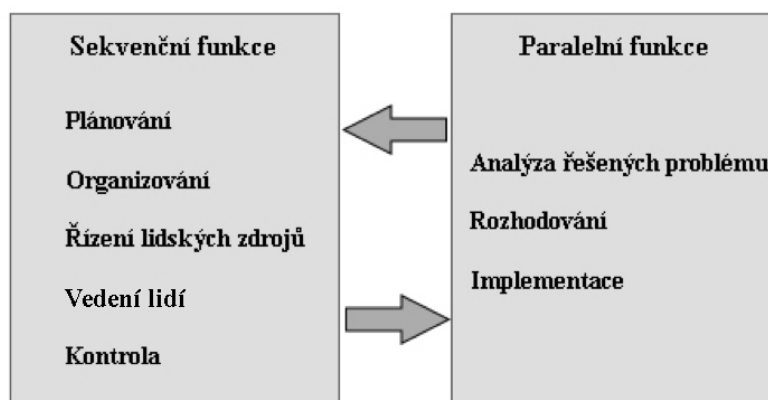 Sekvenční funkce
Plánování
Organizování
Řízení lidských zdrojů
Vedení lidí
Kontrola
Paralelní funkce
Analýza řešených problému
Rozhodování
Implementace